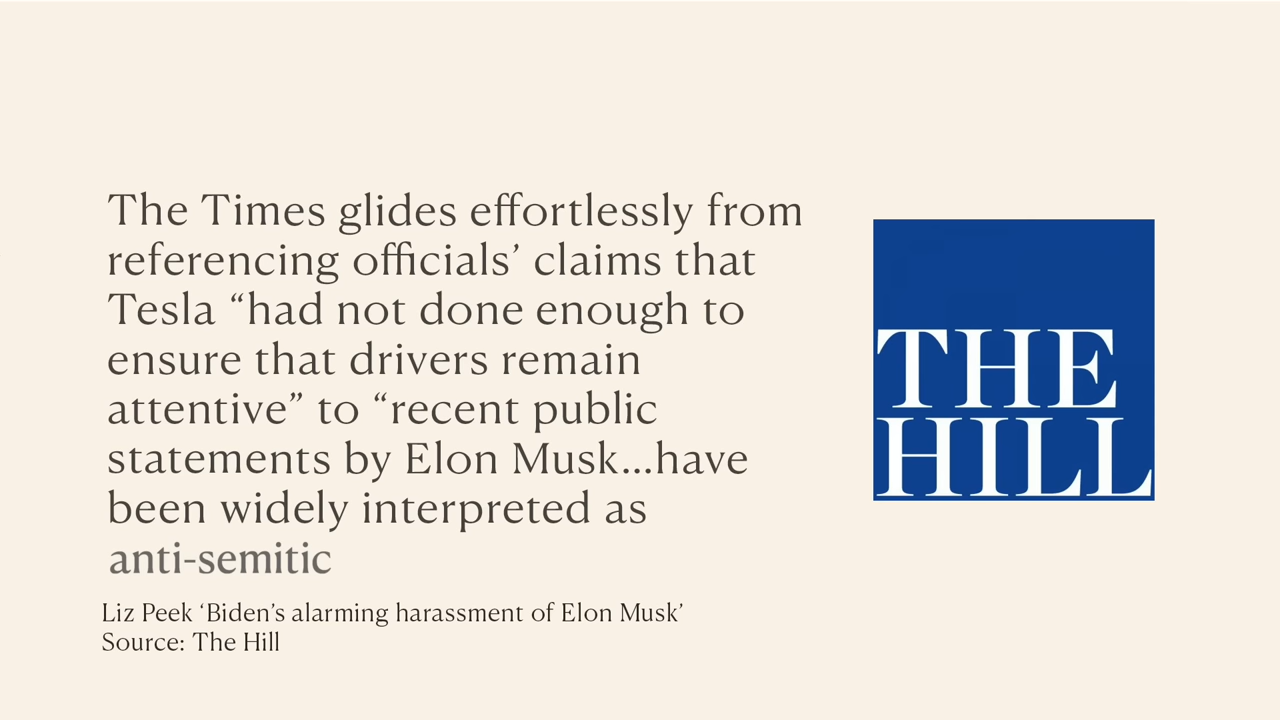 The Times glides effortlessly from
referencing officials’ claims that
Tesla “had not done enough to
ensure that drivers remain
attentive” to “recent public
statements by Elon Musk...have
been widely interpreted as
anti-semitic
Liz Peek ‘Biden’s alarming harassment of Elon Musk’
Source: The Hill
THE
HILL